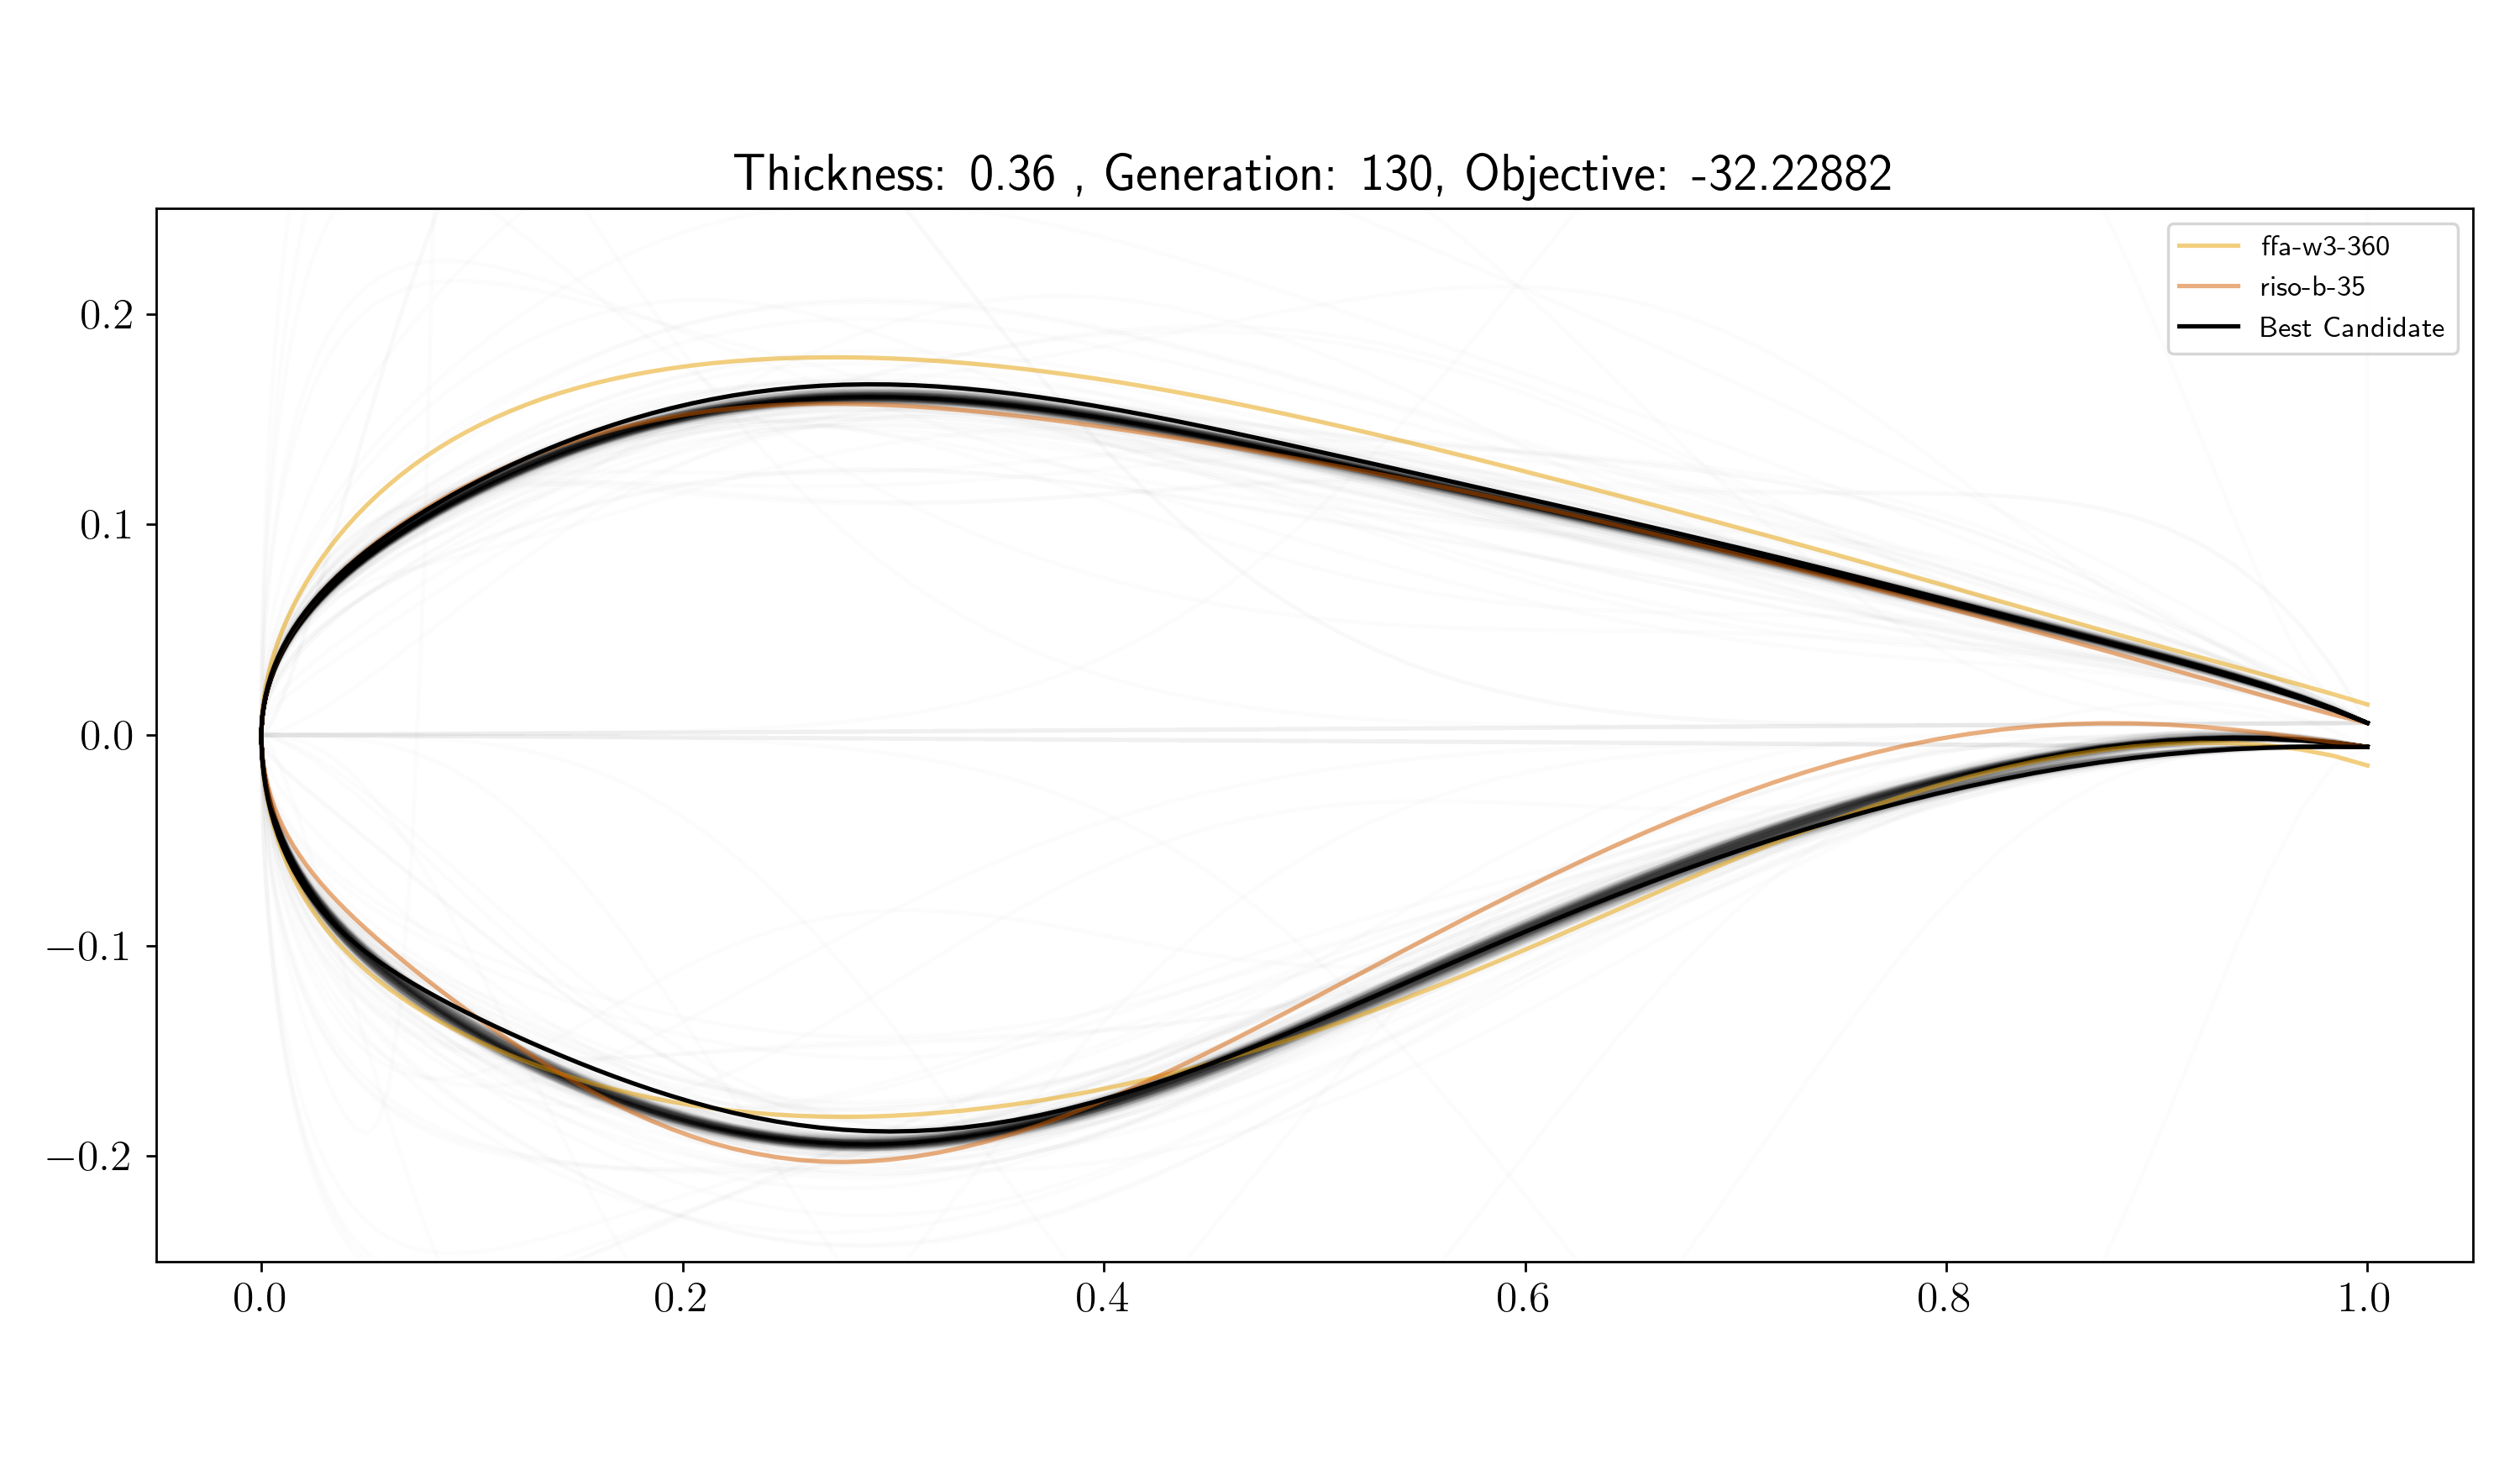 Thickness: 0.36 , Generation: 130, Objective: -32.22882
ffa-w3-360
riso-b-35
Best Candidate
0.2
0.1
0.0
−0.1
−0.2
0.0 0.2 0.4 0.6 0.8 1.0